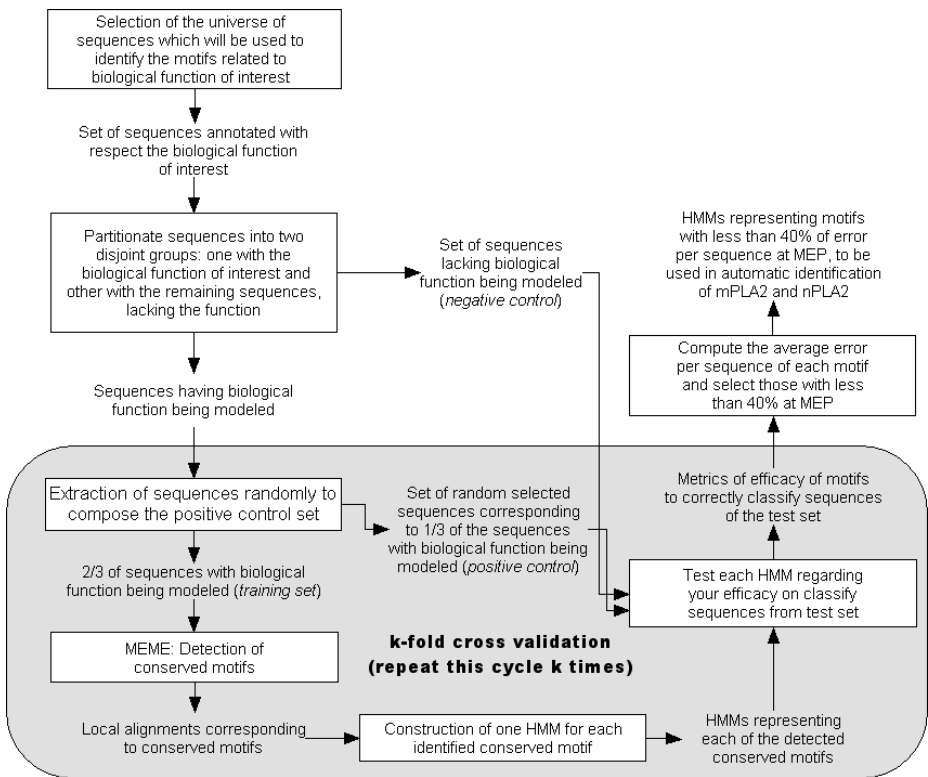 Selection of the universe of
sequences which will be used to
identify the motifs related to
biological function of interest
Set of sequences annotated with
respect the biological function
of interest
Partitionate sequences into two
disjoint groups: one with the
biological function of interest and
other with the remaining sequences,
lacking the function
Set of sequences
lacking biological
function being modeled
(negative control)
HMMs representing motifs
with less than 40% of error
per sequence at MEP, to be
used in automatic identification
of mPLA2 and nPLA2
Compute the average error
per sequence of each motif
and select those with less
than 40% at MEP
Sequences having biological
function being modeled
Extraction of sequences randomly to
compose the positive control set
Set of random selected
sequences corresponding
to 1/3 of the sequences
with biological function being
modeled (positive control)
Metrics of efficacy of motifs
to correctly classify sequences
of the test set
2/3 of sequences with biological
function being modeled (training set)
Test each HMM regarding
your efficacy on classify
sequences from test set
MEME: Detection of
conserved motifs
k-fold cross validation
(repeat this cycle k times)
Local alignments corresponding
to conserved motifs
Construction of one HMM for each
identified conserved motif
HMMs representing
each of the detected
conserved motifs